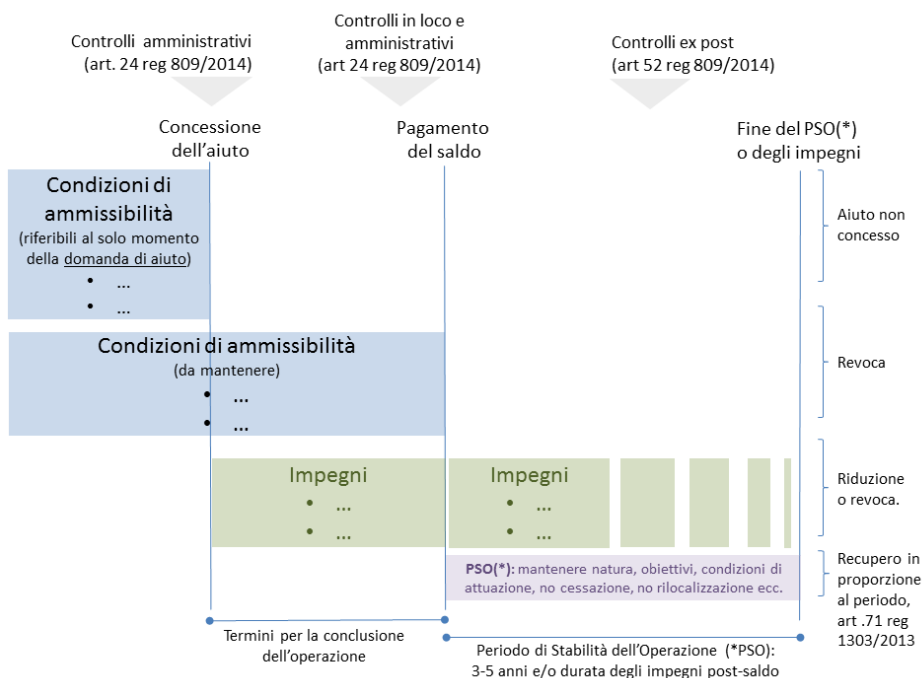 Controlli amministrativi
(art. 24 reg 809/2014)
Controlli in loco e
amministrativi
(art 24 reg 809/2014)
Controlli ex post
(art 52 reg 809/2014)
Concessione
dell'aiuto
Pagamento
del saldo
Fine del PSO(*)
o degli impegni
Condizioni di
ammissibilità
(riferibili al solo momento
della domanda di aiuto)
• ...
• ...
Aiuto non
concesso
Condizioni di ammissibilità
(da mantenere)
• ...
• ...
Revoca
Impegni
• ...
• ...
Impegni
• ...
• ...
Riduzione
o revoca.
PSO(*): mantenere natura, obiettivi, condizioni di
attuazione, no cessazione, no rilocalizzazione ecc.
Recupero in
proporzione
al periodo,
art .71 reg
1303/2013
Termini per la conclusione
dell'operazione
Periodo di Stabilità dell'Operazione (*PSO):
3-5 anni e/o durata degli impegni post-saldo